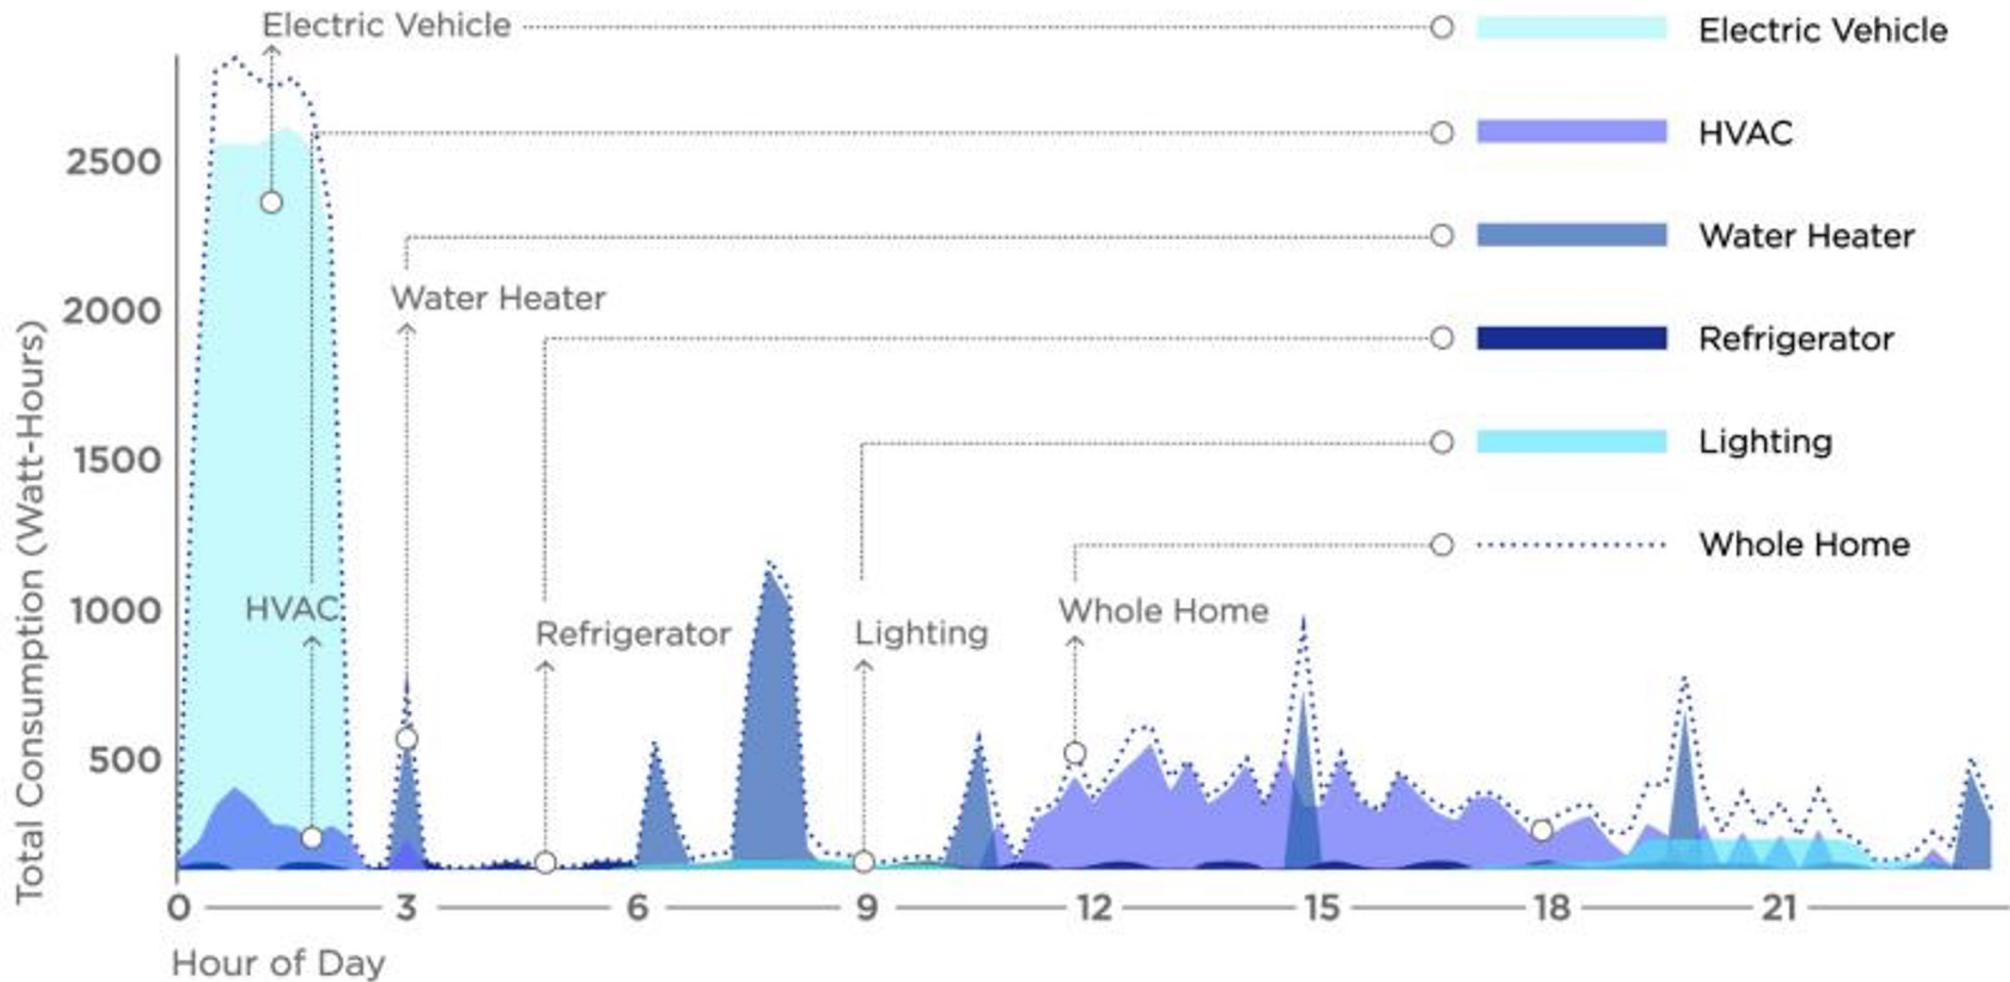 Electric Vehicle
Electric Vehicle
HVAC
2500
Water Heater
Water Heater
2000
Refrigerator
1500
Lighting
Whole Home
HVAC
1000
Refrigerator
Lighting
Whole Home
500
Total Consumption (Watt-Hours)
0 3 6 9 12 15 18 21
Hour of Day